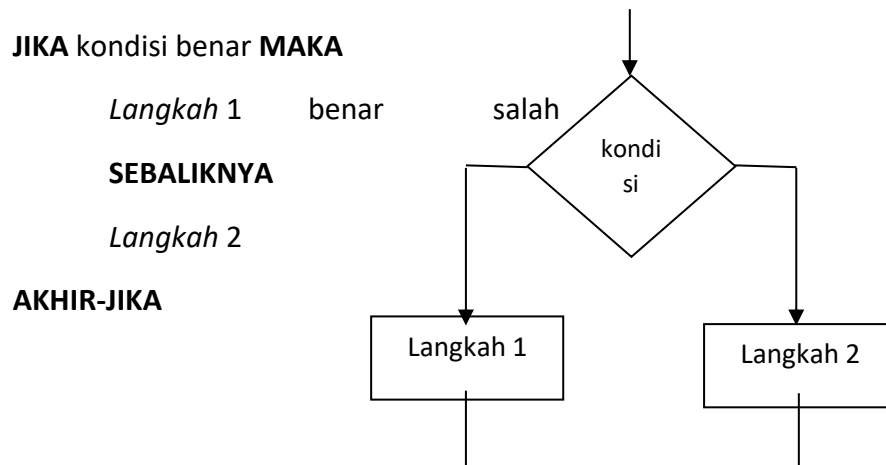 JIKA kondisi benar MAKA
Langkah 1 benar salah
SEBALIKNYA
Langkah 2
AKHIR-JIKA
kondi
si
Langkah 1
Langkah 2